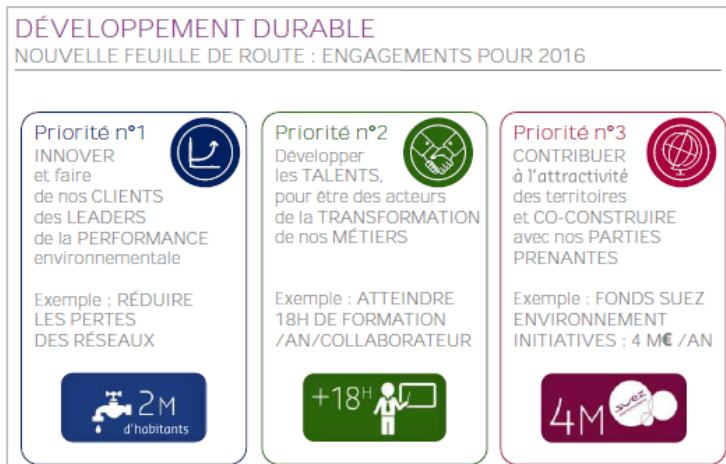 DÉVELOPPEMENT DURABLE
NOUVELLE FEUILLE DE ROUTE : ENGAGEMENTS POUR 2016
Priorité n°1
INNOVER
et faire
de nos CLIENTS
des LEADERS
de la PERFORMANCE
environnementale
Exemple : RÉDUIRE
LES PERTES
DES RÉSEAUX
2M
d'habitants
Priorité n°2
Développer
les TALENTS,
pour être des acteurs
de la TRANSFORMATION
de nos MÉTIERS
Exemple : ATTEINDRE
18H DE FORMATION
/AN/COLLABORATEUR
+18H
Priorité n°3
CONTRIBUER
à l'attractivité
des territoires
et CO-CONSTRUIRE
avec nos PARTIES
PRENANTES
Exemple : FONDS SUEZ
ENVIRONNEMENT
INITIATIVES : 4 M€ /AN
4M
suez